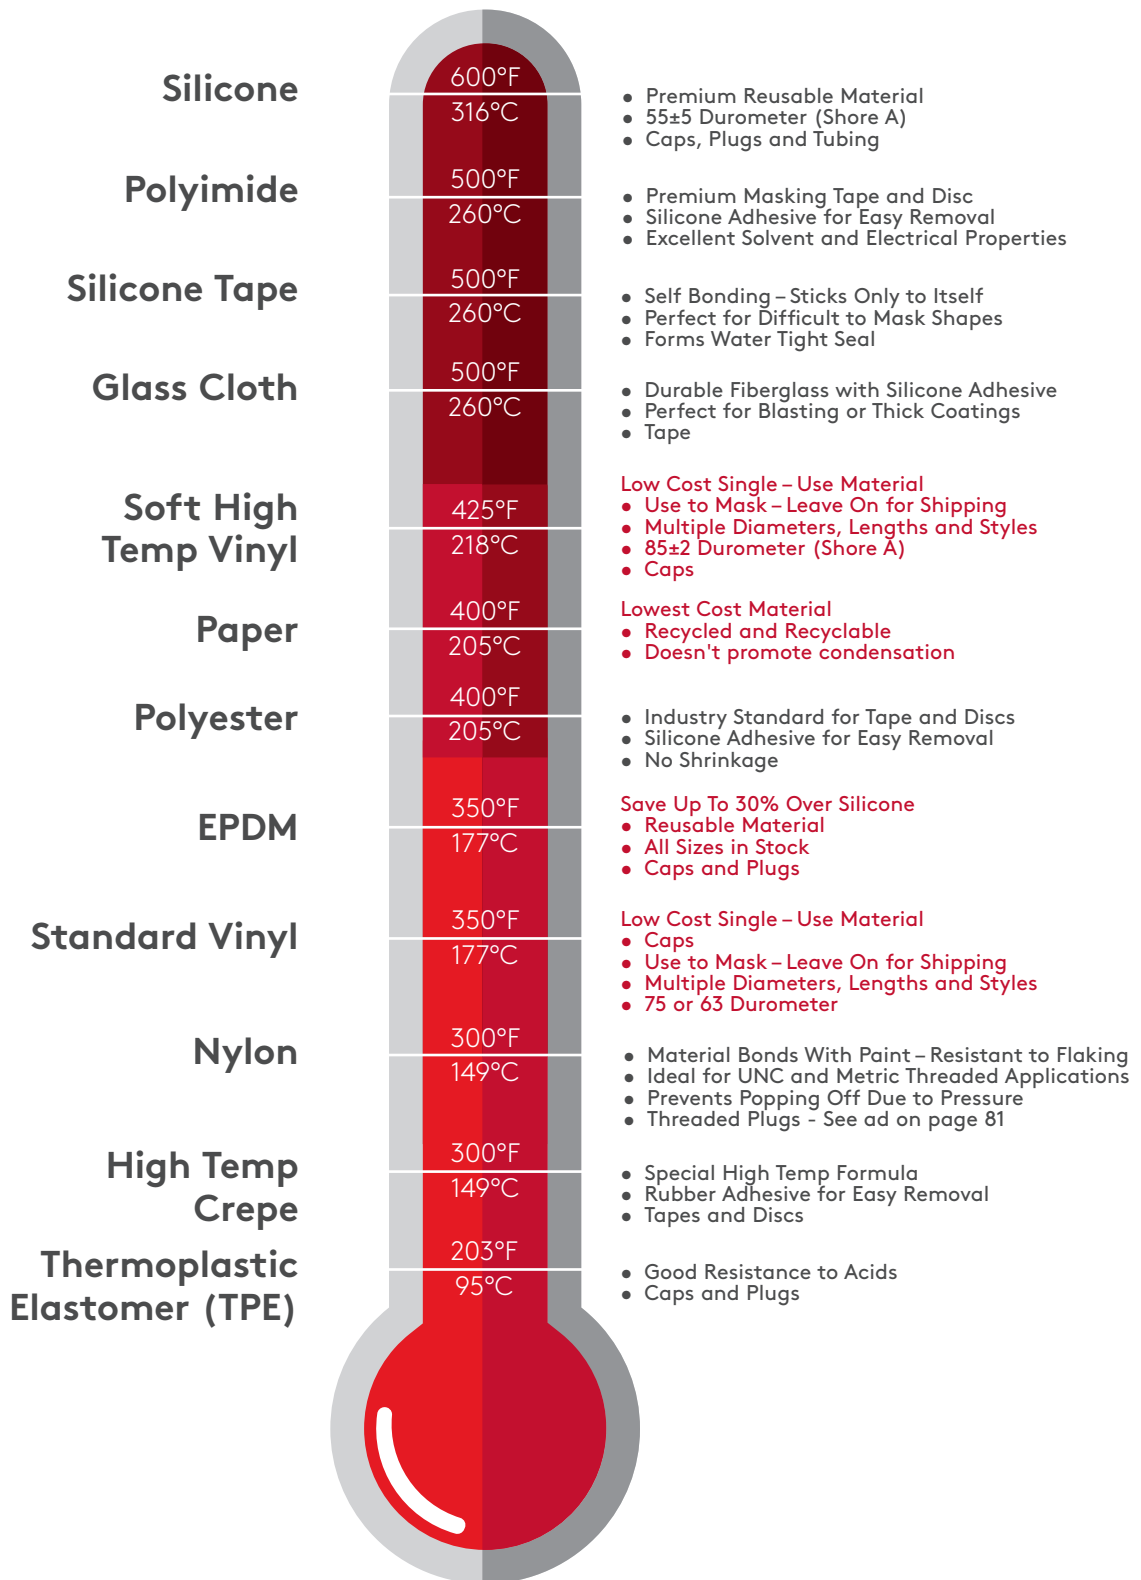 Silicone
600°F
316°C
• Premium Reusable Material
• 55±5 Durometer (Shore A)
• Caps, Plugs and Tubing
Polyimide
500°F
260°C
• Premium Masking Tape and Disc
• Silicone Adhesive for Easy Removal
• Excellent Solvent and Electrical Properties
Silicone Tape
500°F
260°C
• Self Bonding – Sticks Only to Itself
• Perfect for Difficult to Mask Shapes
• Forms Water Tight Seal
Glass Cloth
500°F
260°C
• Durable Fiberglass with Silicone Adhesive
• Perfect for Blasting or Thick Coatings
• Tape
Soft High
Temp Vinyl
425°F
218°C
Low Cost Single – Use Material
• Use to Mask – Leave On for Shipping
• Multiple Diameters, Lengths and Styles
• 85±2 Durometer (Shore A)
• Caps
Paper
400°F
205°C
Lowest Cost Material
• Recycled and Recyclable
• Doesn't promote condensation
Polyester
400°F
205°C
• Industry Standard for Tape and Discs
• Silicone Adhesive for Easy Removal
• No Shrinkage
EPDM
350°F
177°C
Save Up To 30% Over Silicone
• Reusable Material
• All Sizes in Stock
• Caps and Plugs
Standard Vinyl
350°F
177°C
Low Cost Single – Use Material
• Caps
• Use to Mask – Leave On for Shipping
• Multiple Diameters, Lengths and Styles
• 75 or 63 Durometer
Nylon
300°F
149°C
• Material Bonds With Paint – Resistant to Flaking
• Ideal for UNC and Metric Threaded Applications
• Prevents Popping Off Due to Pressure
• Threaded Plugs - See ad on page 81
High Temp
Crepe
300°F
149°C
• Special High Temp Formula
• Rubber Adhesive for Easy Removal
• Tapes and Discs
Thermoplastic
Elastomer (TPE)
203°F
95°C
• Good Resistance to Acids
• Caps and Plugs